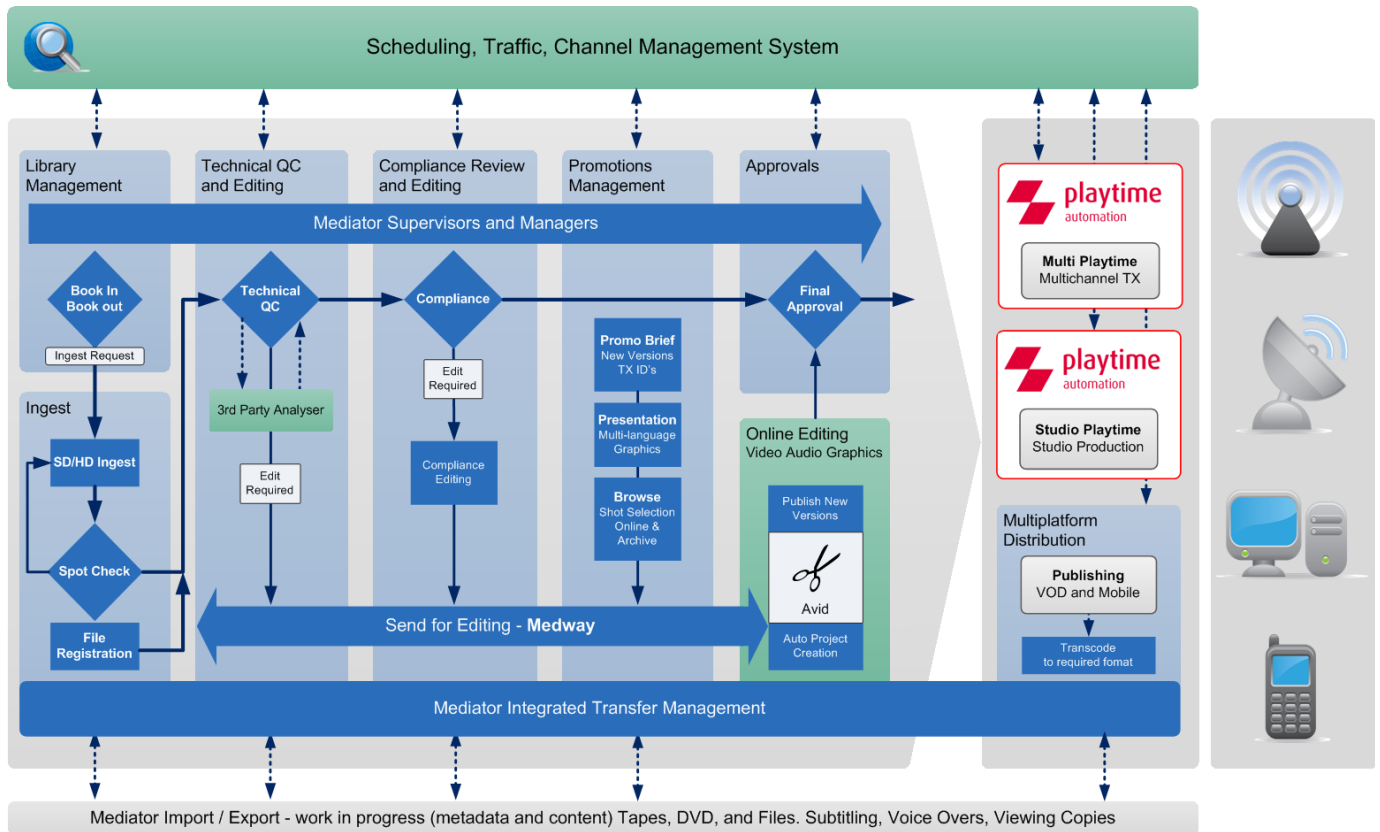 Scheduling, Traffic, Channel Management System
Library
Management
Technical QC
and Editing
Compliance Review
and Editing
Promotions
Management
Approvals
Mediator Supervisors and Managers
Book In
Book out
Ingest Request
Technical
QC
Compliance
Final
Approval
Ingest
SD/HD Ingest
Spot Check
File
Registration
3rd Party Analyser
Edit
Required
Edit
Required
Compliance
Editing
Promo Brief
New Versions
TX ID's
Presentation
Multi-language
Graphics
Browse
Shot Selection
Online &
Archive
Online Editing
Video Audio Graphics
Publish New
Versions
Avid
Auto Project
Creation
Send for Editing - Medway
playtime
automation
Multi Playtime
Multichannel TX
playtime
automation
Studio Playtime
Studio Production
Multiplatform
Distribution
Publishing
VOD and Mobile
Transcode
to required fomat
Mediator Integrated Transfer Management
Mediator Import / Export - work in progress (metadata and content) Tapes, DVD, and Files. Subtitling, Voice Overs, Viewing Copies